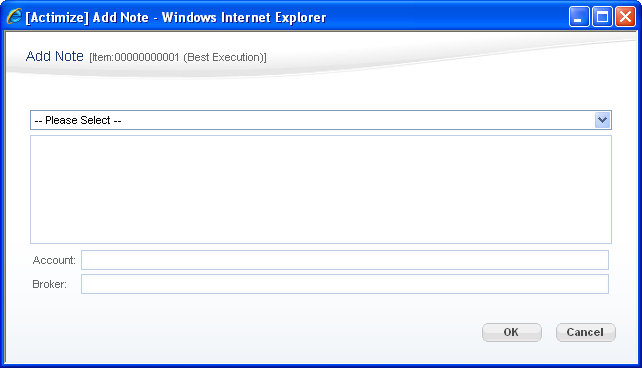 [Actimize] Add Note - Windows Internet Explorer
Add Note [Item:00000000001 (Best Execution)]
-- Please Select --
Account:
Broker:
OK Cancel